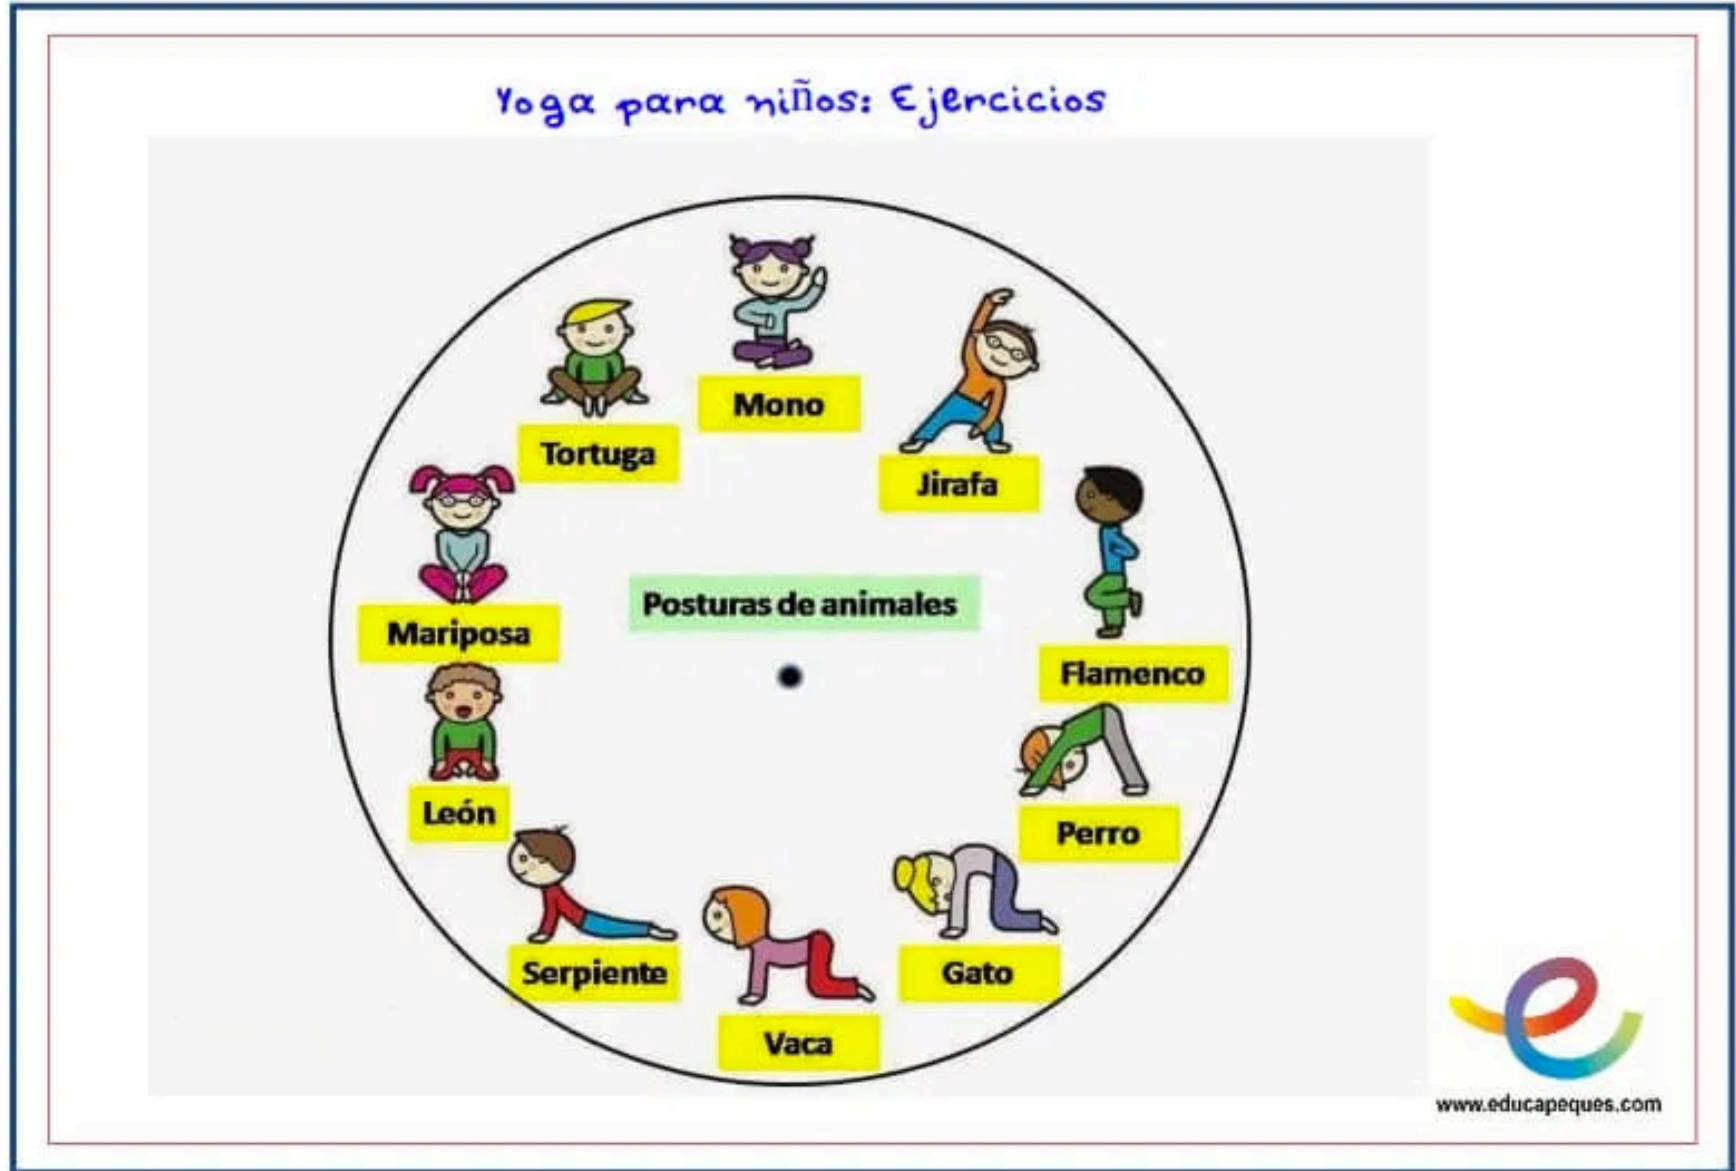 Yoga para niños: Ejercicios
Mono
Tortuga
Jirafa
Mariposa
Posturas de animales
Flamenco
León
Perro
Serpiente
Gato
Vaca
www.educapeques.com